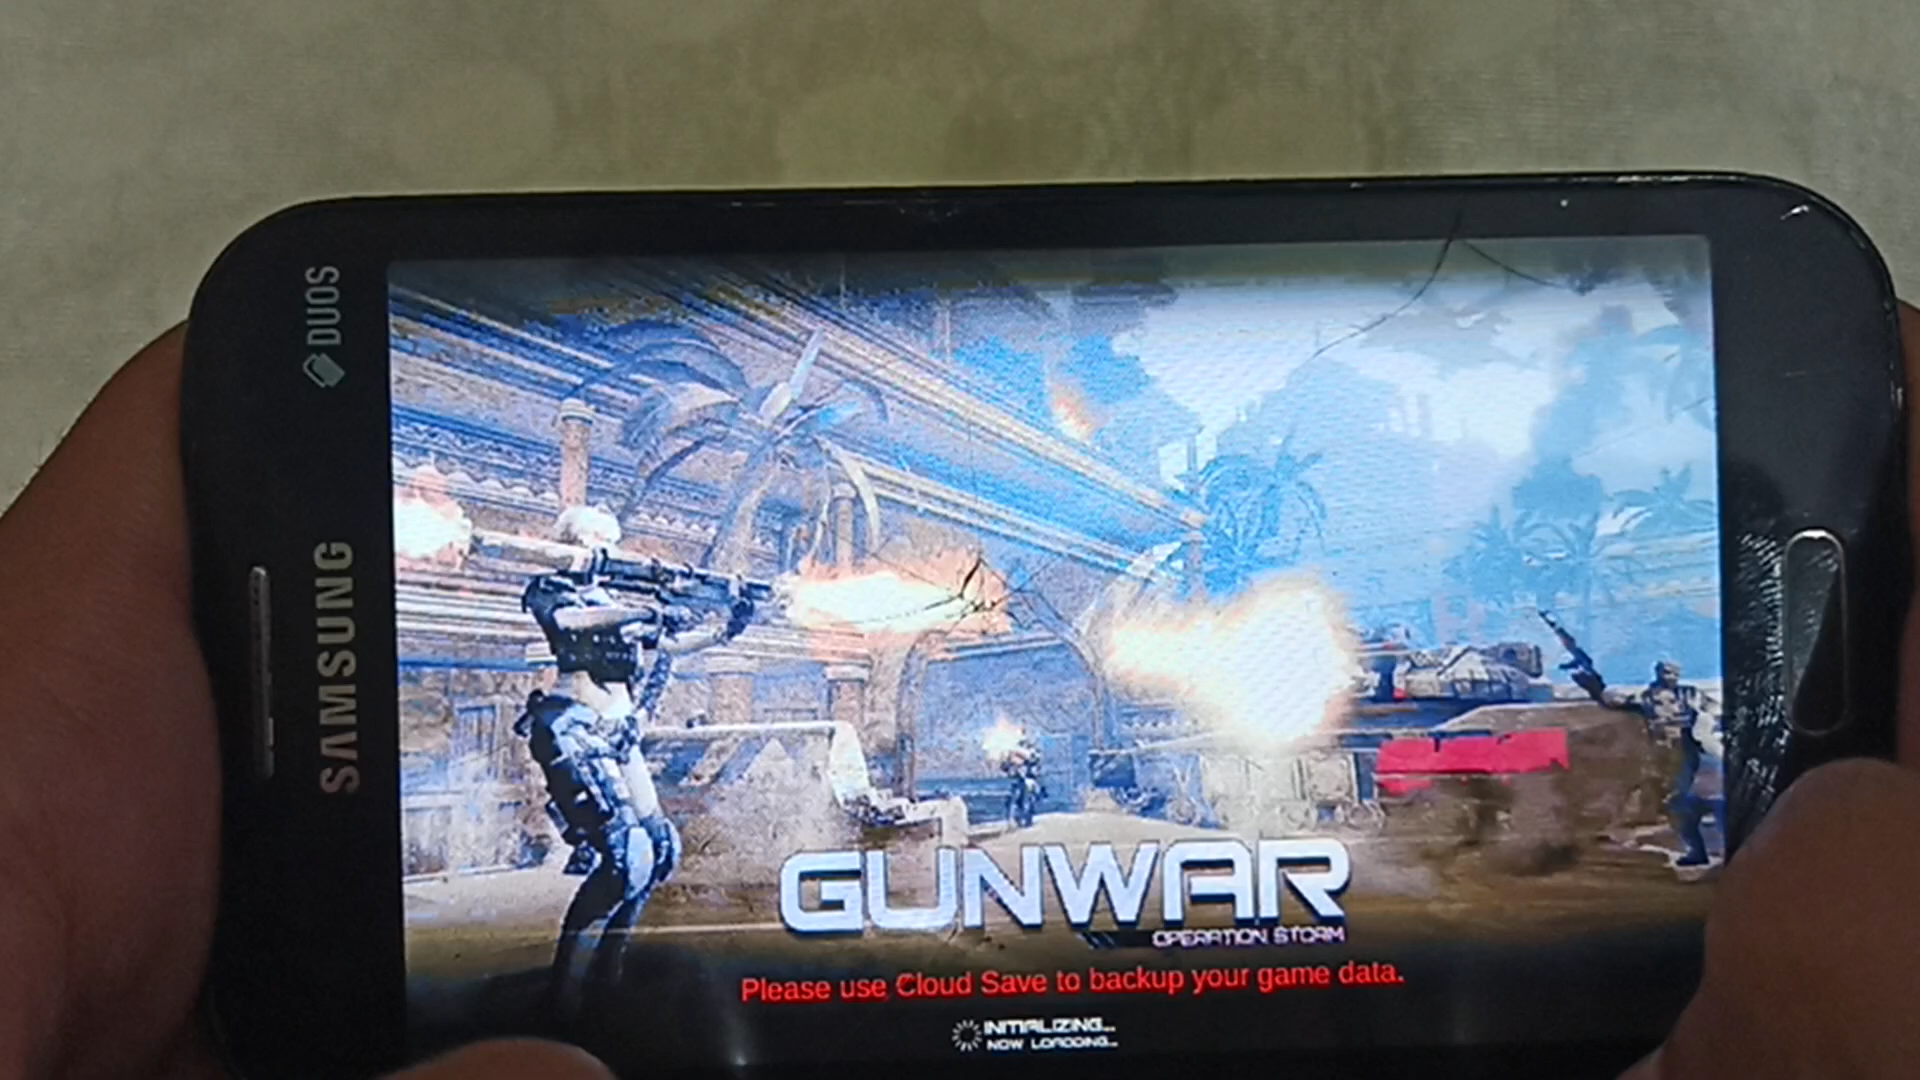 DUOS
SAMSUNG
GUNWAR
OPERATION STORM
Please use Cloud Save to backup your game data.
INITIALIZING...
NOW LOADING...